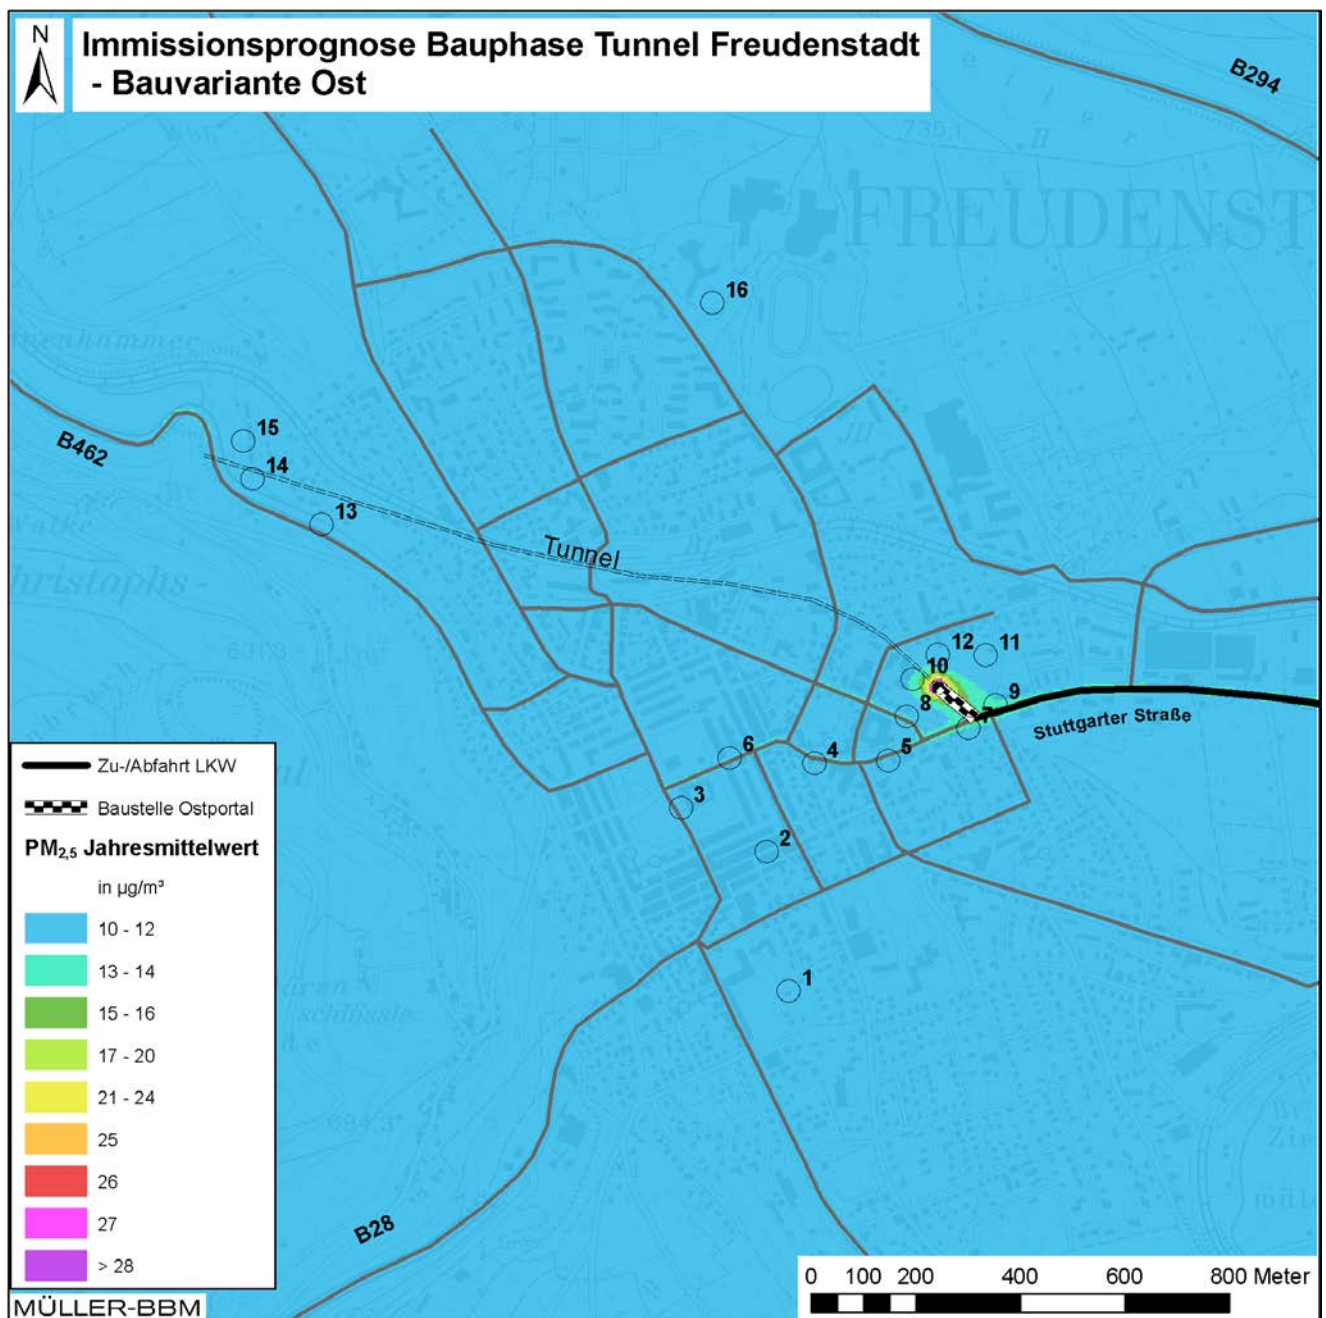 N
Immissionsprognose Bauphase Tunnel Freudenstadt
- Bauvariante Ost
B294
735,1
H
FREUDENST
16
15
B462
14
13
Tunnel
12
11
10
9
8
7
Stuttgarter Straße
6
4
5
3
2
1
B28
Zu-/Abfahrt LKW
Baustelle Ostportal
PM2,5 Jahresmittelwert
in µg/m³
10 - 12
13 - 14
15 - 16
17 - 20
21 - 24
25
26
27
> 28
0 100 200 400 600 800 Meter
MÜLLER-BBM